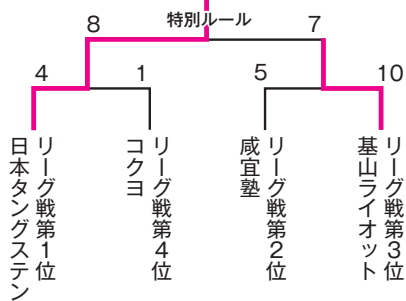 8 特別ルール 7
4 1 5 10
リーグ戦第1位
日本タングステン
リーグ戦第4位
コクヨ
リーグ戦第2位
咸宜塾
リーグ戦第3位
基山ライオット